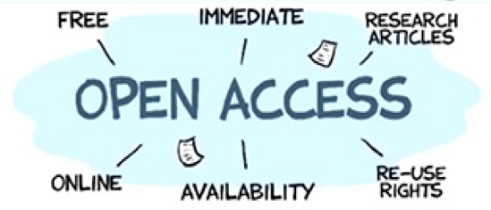 FREE
IMMEDIATE
RESEARCH
ARTICLES
OPEN ACCESS
ONLINE
AVAILABILITY
RE-USE
RIGHTS